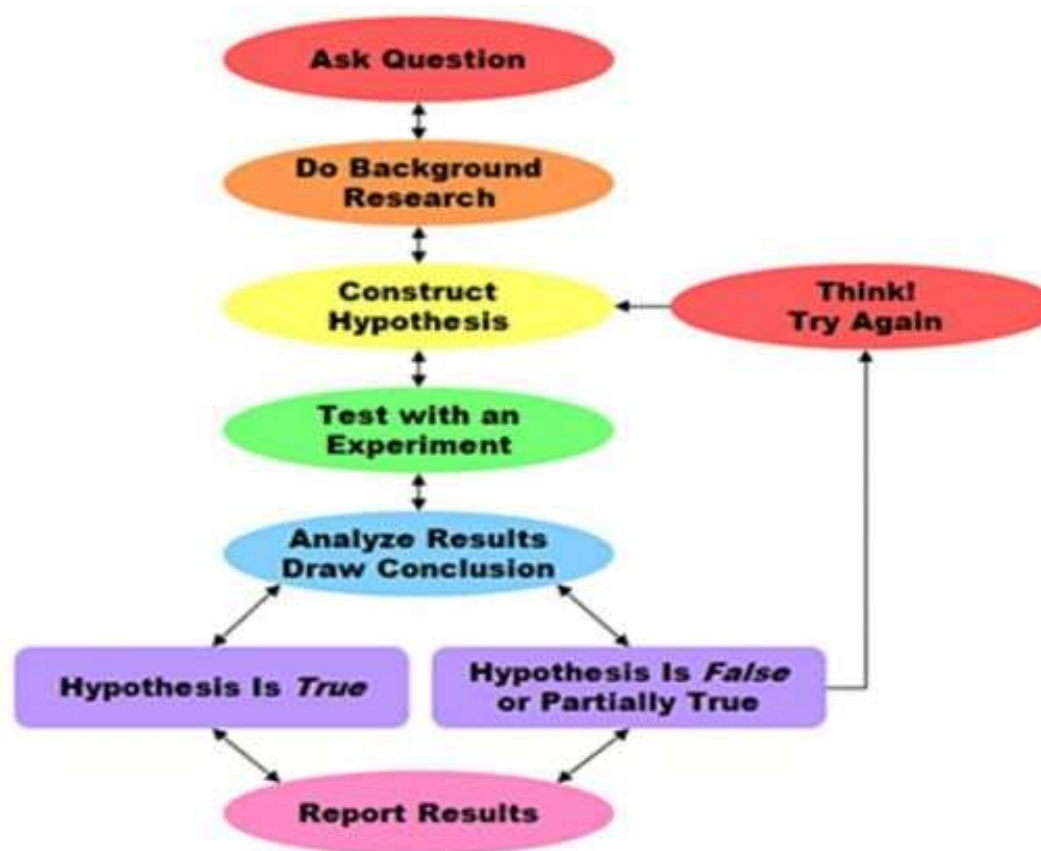 Ask Question
Do Background
Research
Construct
Hypothesis
Think!
Try Again
Test with an
Experiment
Analyze Results
Draw Conclusion
Hypothesis Is True
Hypothesis Is False
or Partially True
Report Results